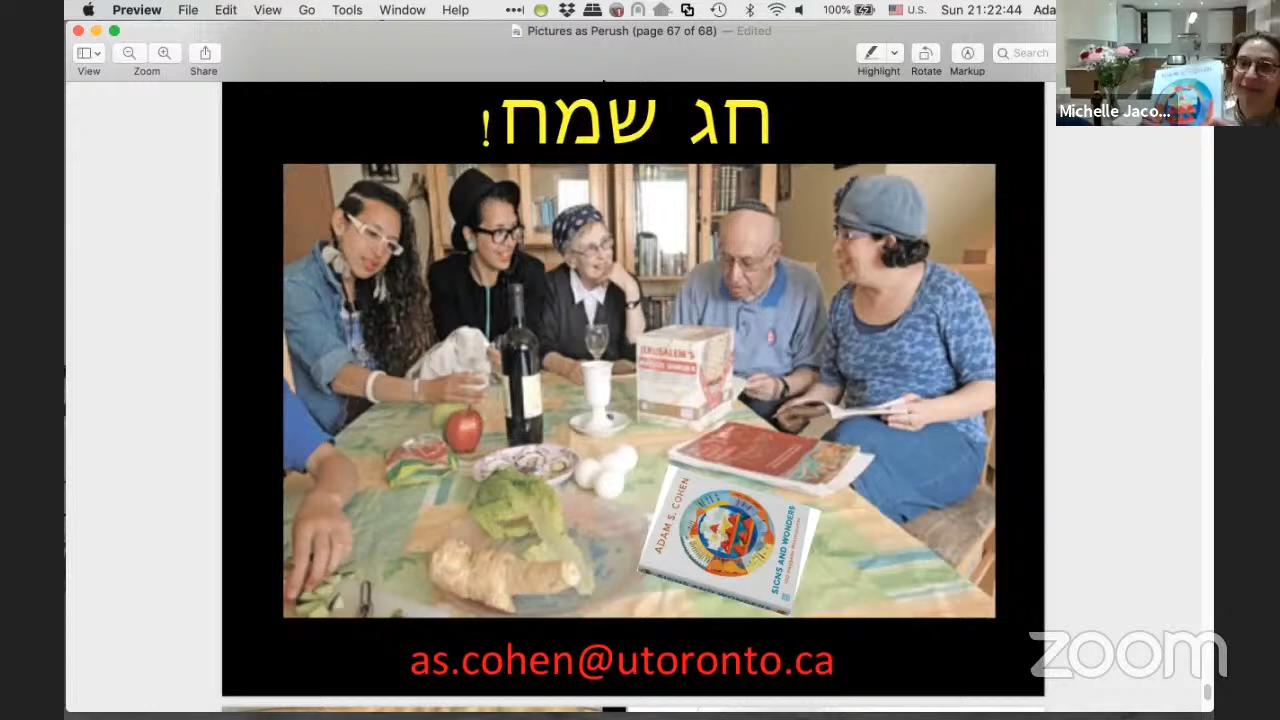 Preview File Edit View Go Tools Window Help 100% U.S. Sun 21:22:44 Ada
Pictures as Perush (page 67 of 68) — Edited
View Zoom Share Highlight Rotate Markup Search
Michelle Jaco...
חג שמח!
JERUSALEM'S
ADAM S. COHEN
SIGNS AND WONDERS
as.cohen@utoronto.ca
zoom